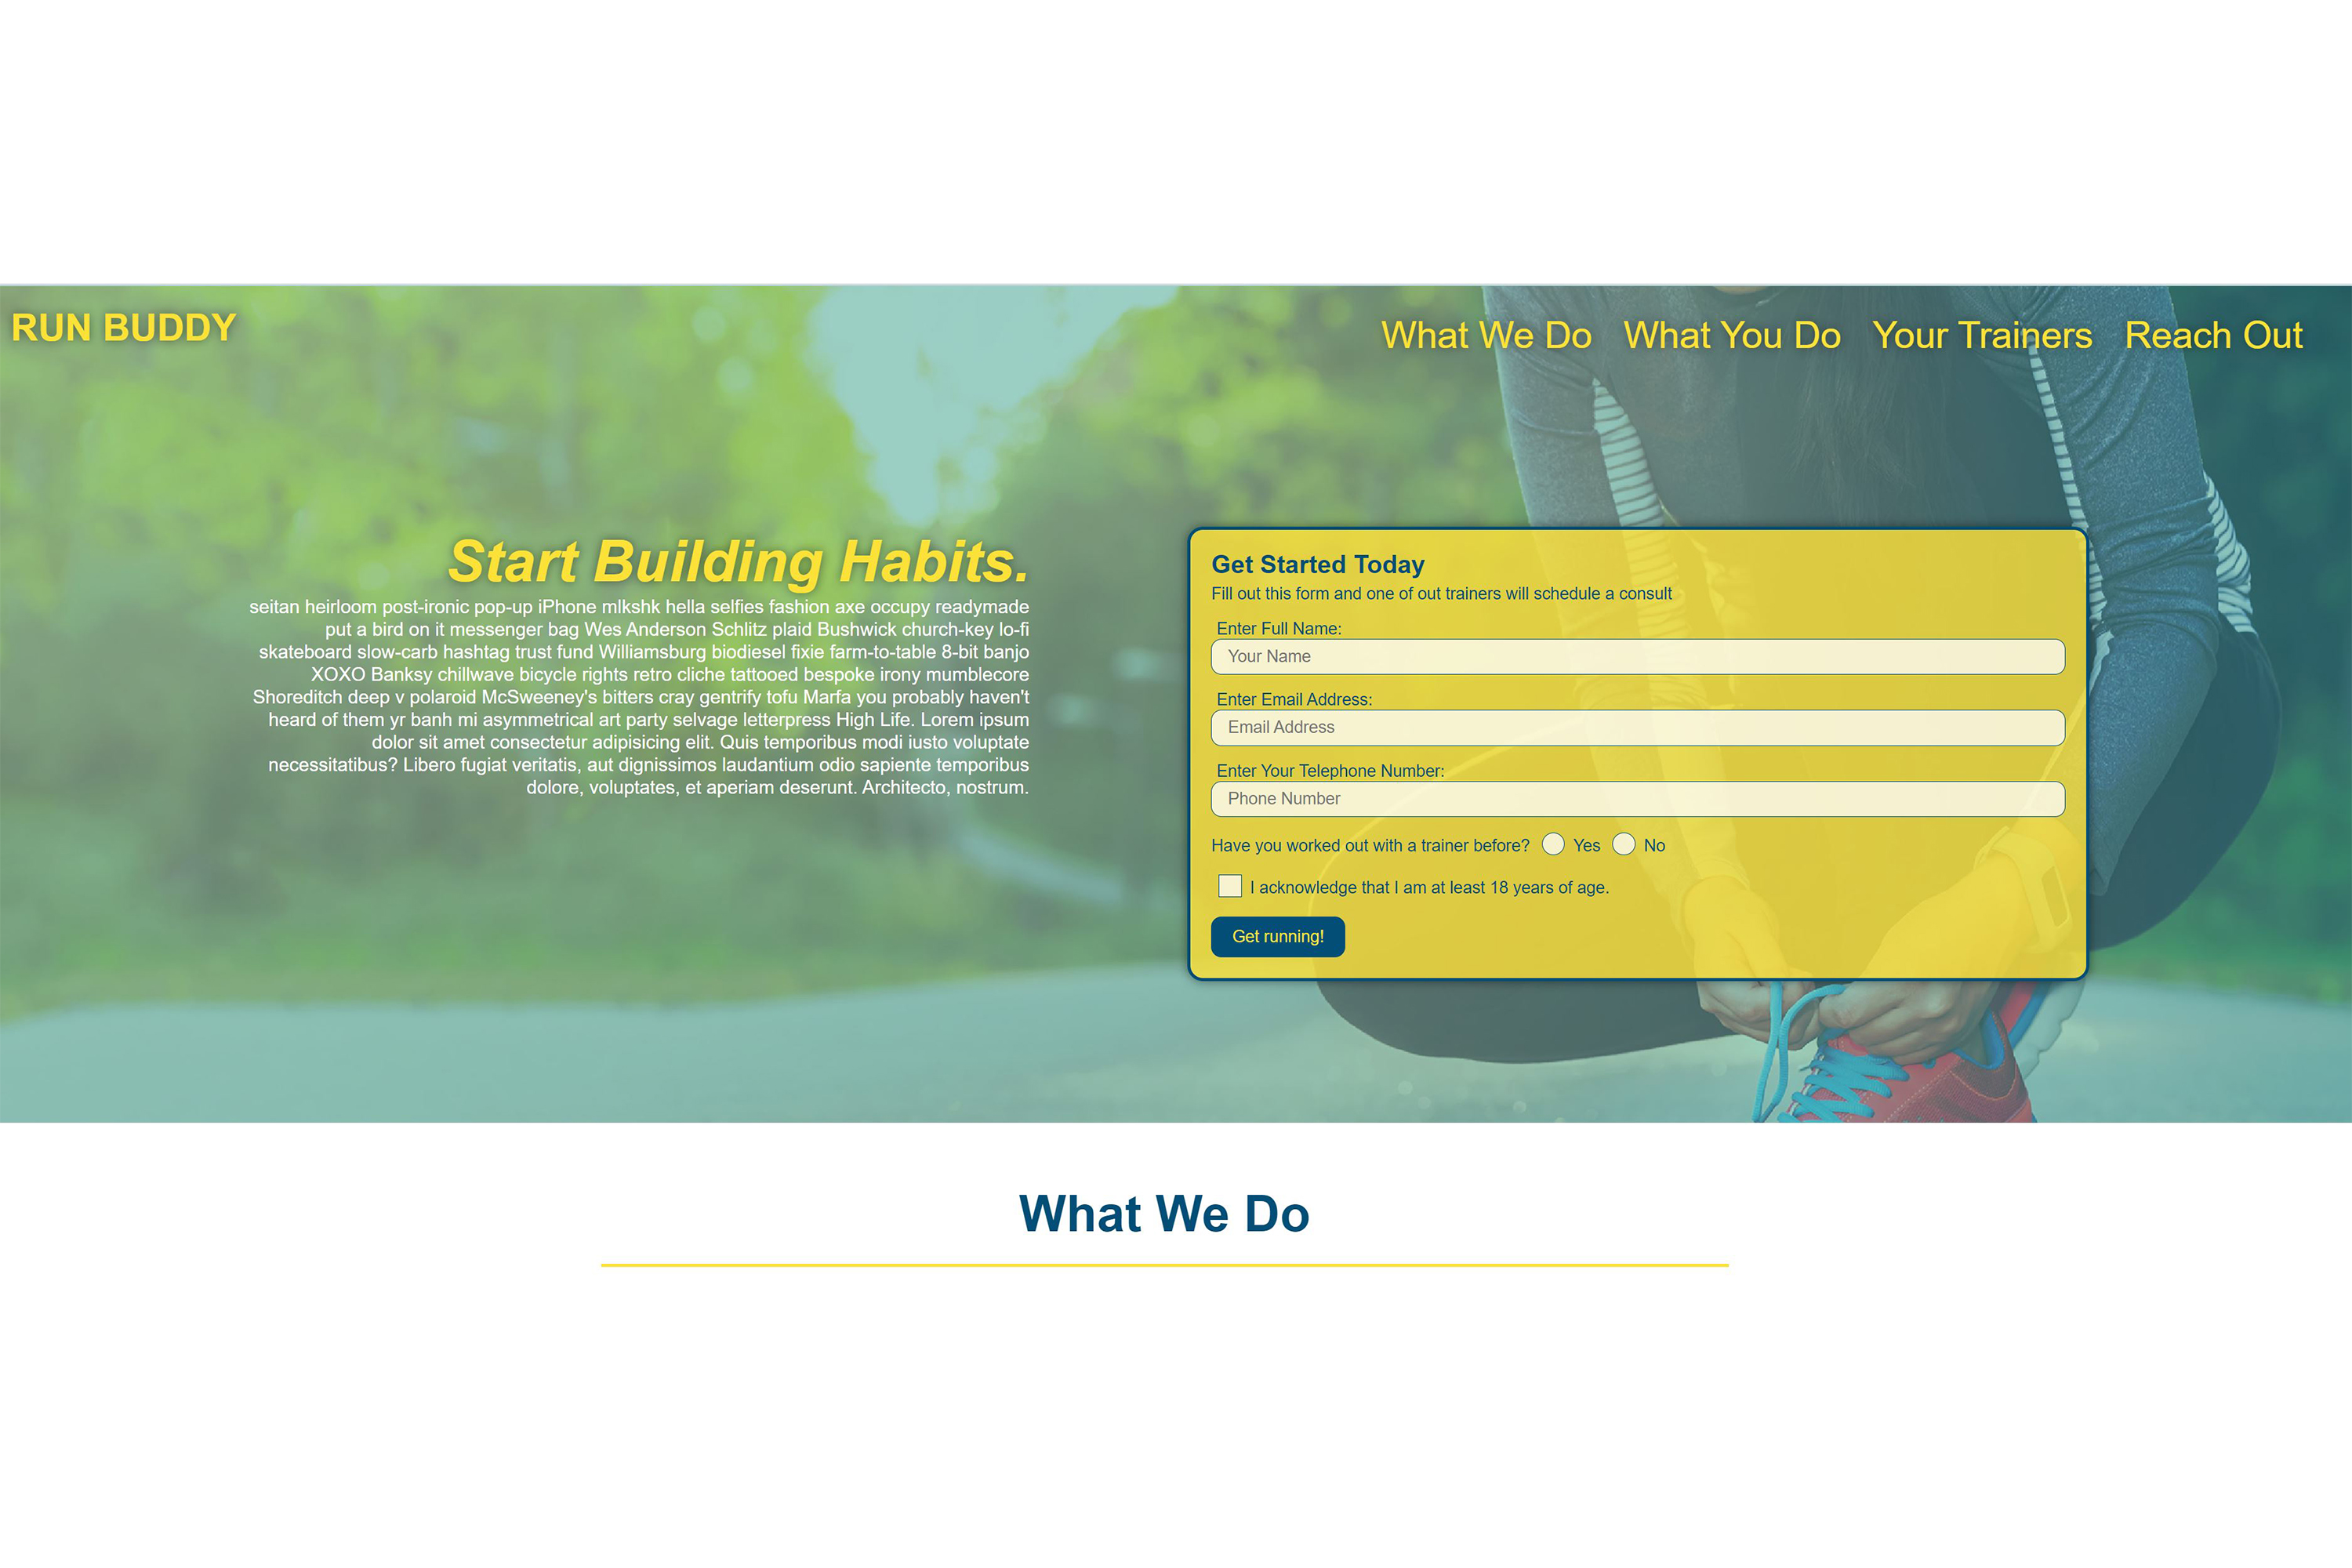 RUN BUDDY
What We Do What You Do Your Trainers Reach Out
Start Building Habits.
seitan heirloom post-ironic pop-up iPhone mlkshk hella selfies fashion axe occupy readymade
put a bird on it messenger bag Wes Anderson Schlitz plaid Bushwick church-key lo-fi
skateboard slow-carb hashtag trust fund Williamsburg biodiesel fixie farm-to-table 8-bit banjo
XOXO Banksy chillwave bicycle rights retro cliche tattooed bespoke irony mumblecore
Shoreditch deep v polaroid McSweeney's bitters cray gentrify tofu Marfa you probably haven't
heard of them yr banh mi asymmetrical art party selvage letterpress High Life. Lorem ipsum
dolor sit amet consectetur adipisicing elit. Quis temporibus modi iusto voluptate
necessitatibus? Libero fugiat veritatis, aut dignissimos laudantium odio sapiente temporibus
dolore, voluptates, et aperiam deserunt. Architecto, nostrum.
Get Started Today
Fill out this form and one of out trainers will schedule a consult
Enter Full Name:
Your Name
Enter Email Address:
Email Address
Enter Your Telephone Number:
Phone Number
Have you worked out with a trainer before? Yes No
I acknowledge that I am at least 18 years of age.
Get running!
What We Do